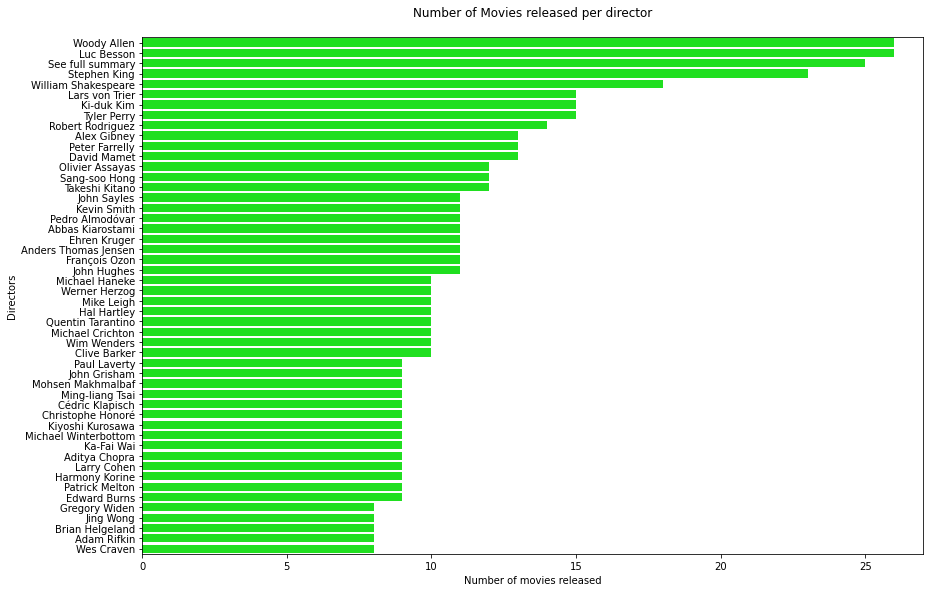 Number of Movies released per director
Woody Allen
Luc Besson
See full summary
Stephen King
William Shakespeare
Lars von Trier
Ki-duk Kim
Tyler Perry
Robert Rodriguez
Alex Gibney
Peter Farrelly
David Mamet
Olivier Assayas
Sang-soo Hong
Takeshi Kitano
John Sayles
Kevin Smith
Pedro Almodóvar
Abbas Kiarostami
Ehren Kruger
Anders Thomas Jensen
François Ozon
John Hughes
Michael Haneke
Werner Herzog
Mike Leigh
Hal Hartley
Quentin Tarantino
Michael Crichton
Wim Wenders
Clive Barker
Paul Laverty
John Grisham
Mohsen Makhmalbaf
Ming-liang Tsai
Cédric Klapisch
Christophe Honoré
Kiyoshi Kurosawa
Michael Winterbottom
Ka-Fai Wai
Aditya Chopra
Larry Cohen
Harmony Korine
Patrick Melton
Edward Burns
Gregory Widen
Jing Wong
Brian Helgeland
Adam Rifkin
Wes Craven
Directors
0 5 10 15 20 25
Number of movies released